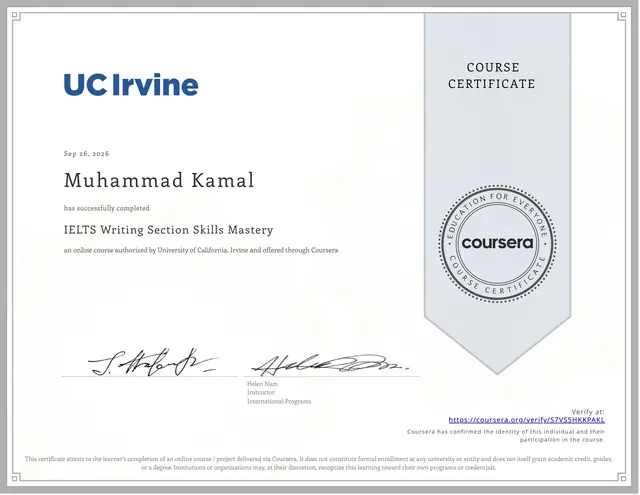 UC Irvine
COURSE
CERTIFICATE
Sep 26, 2026
Muhammad Kamal
has successfully completed
IELTS Writing Section Skills Mastery
an online course authorized by University of California, Irvine and offered through Coursera
EDUCATION FOR EVERYONE
coursera
COURSE CERTIFICATE
Helen Nam
Instructor
International Programs
Verify at:
https://coursera.org/verify/S7VS5HKKPAKL
Coursera has confirmed the identity of this individual and their
participation in the course.
This certificate attests to the learner's completion of an online course / project delivered via Coursera. It does not constitute formal enrollment at any university or entity and does not itself grant academic credit, grades,
or a degree. Institutions or organizations may, at their discretion, recognize this learning toward their own programs or credentials.